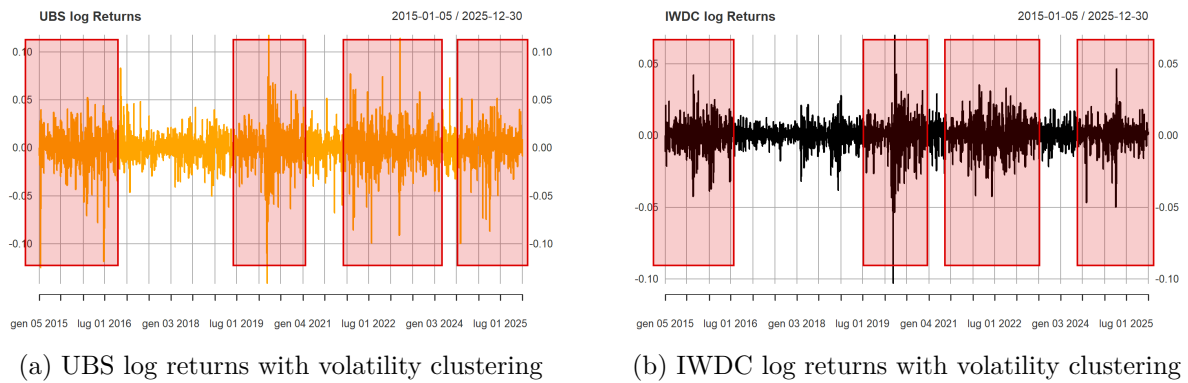 UBS log Returns 2015-01-05 / 2025-12-30
0.10 0.10
0.05 0.05
0.00 0.00
-0.05 -0.05
-0.10 -0.10
gen 05 2015 lug 01 2016 gen 03 2018 lug 01 2019 gen 04 2021 lug 01 2022 gen 03 2024 lug 01 2025
(a) UBS log returns with volatility clustering
IWDC log Returns 2015-01-05 / 2025-12-30
0.05 0.05
0.00 0.00
-0.05 -0.05
-0.10 -0.10
gen 05 2015 lug 01 2016 gen 03 2018 lug 01 2019 gen 04 2021 lug 01 2022 gen 03 2024 lug 01 2025
(b) IWDC log returns with volatility clustering